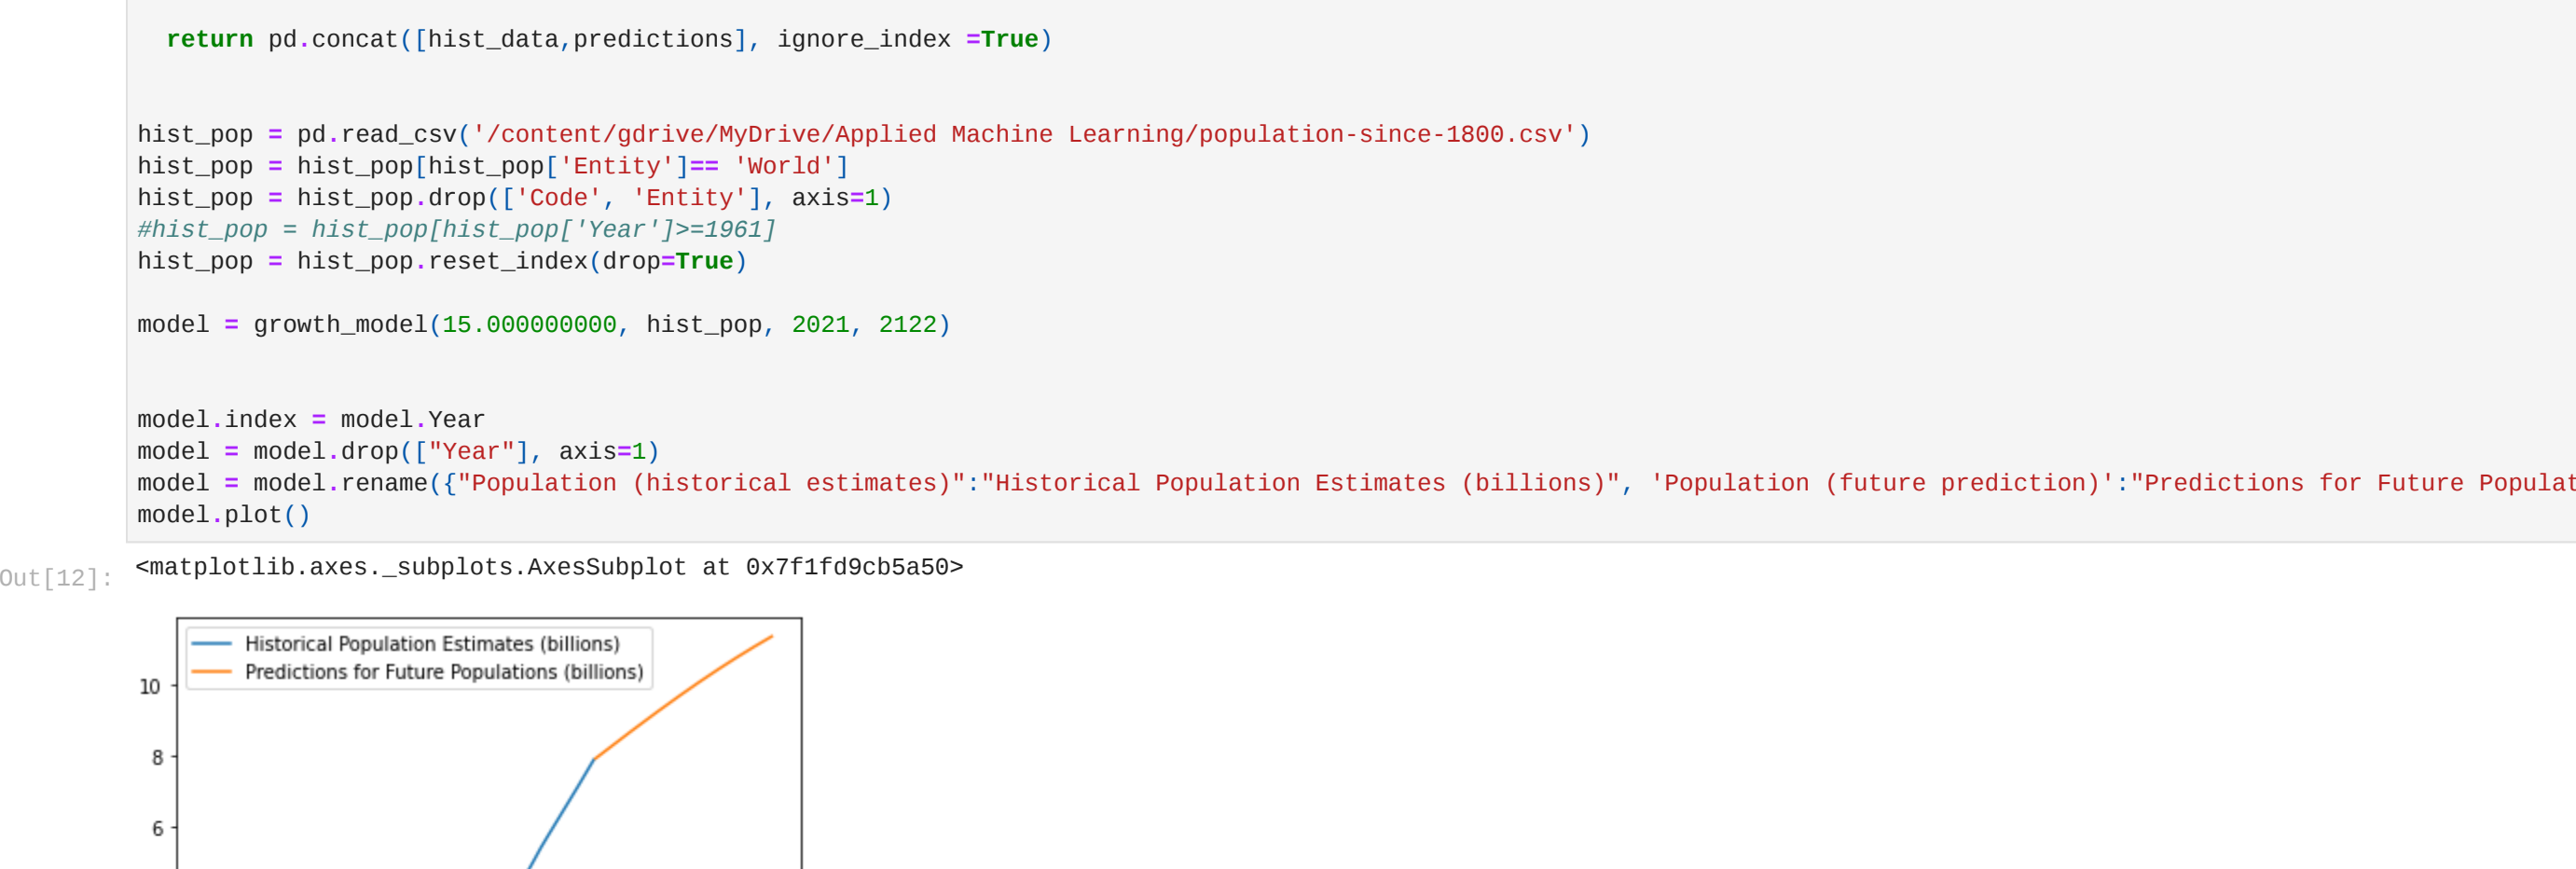 return pd.concat([hist_data,predictions], ignore_index =True)
hist_pop = pd.read_csv('/content/gdrive/MyDrive/Applied Machine Learning/population-since-1800.csv')
hist_pop = hist_pop[hist_pop['Entity']== 'World']
hist_pop = hist_pop.drop(['Code', 'Entity'], axis=1)
#hist_pop = hist_pop[hist_pop['Year']>=1961]
hist_pop = hist_pop.reset_index(drop=True)
model = growth_model(15.000000000, hist_pop, 2021, 2122)
model.index = model.Year
model = model.drop(["Year"], axis=1)
model = model.rename({"Population (historical estimates)":"Historical Population Estimates (billions)", 'Population (future prediction)':"Predictions for Future Populat
model.plot()
Out[12]: <matplotlib.axes._subplots.AxesSubplot at 0x7f1fd9cb5a50>
Historical Population Estimates (billions)
Predictions for Future Populations (billions)
10
8
6